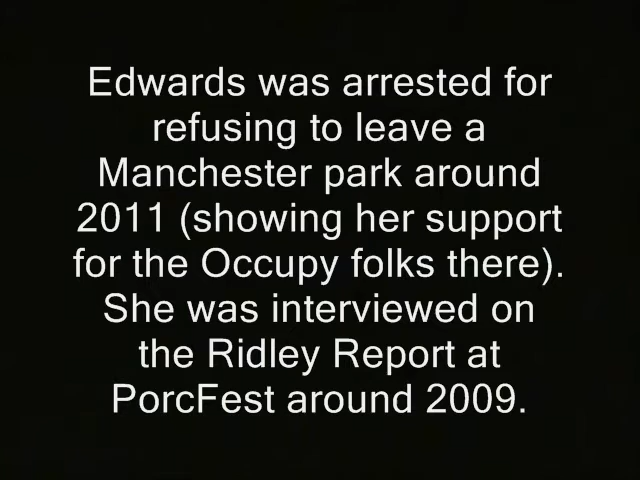 Edwards was arrested for
refusing to leave a
Manchester park around
2011 (showing her support
for the Occupy folks there).
She was interviewed on
the Ridley Report at
PorcFest around 2009.